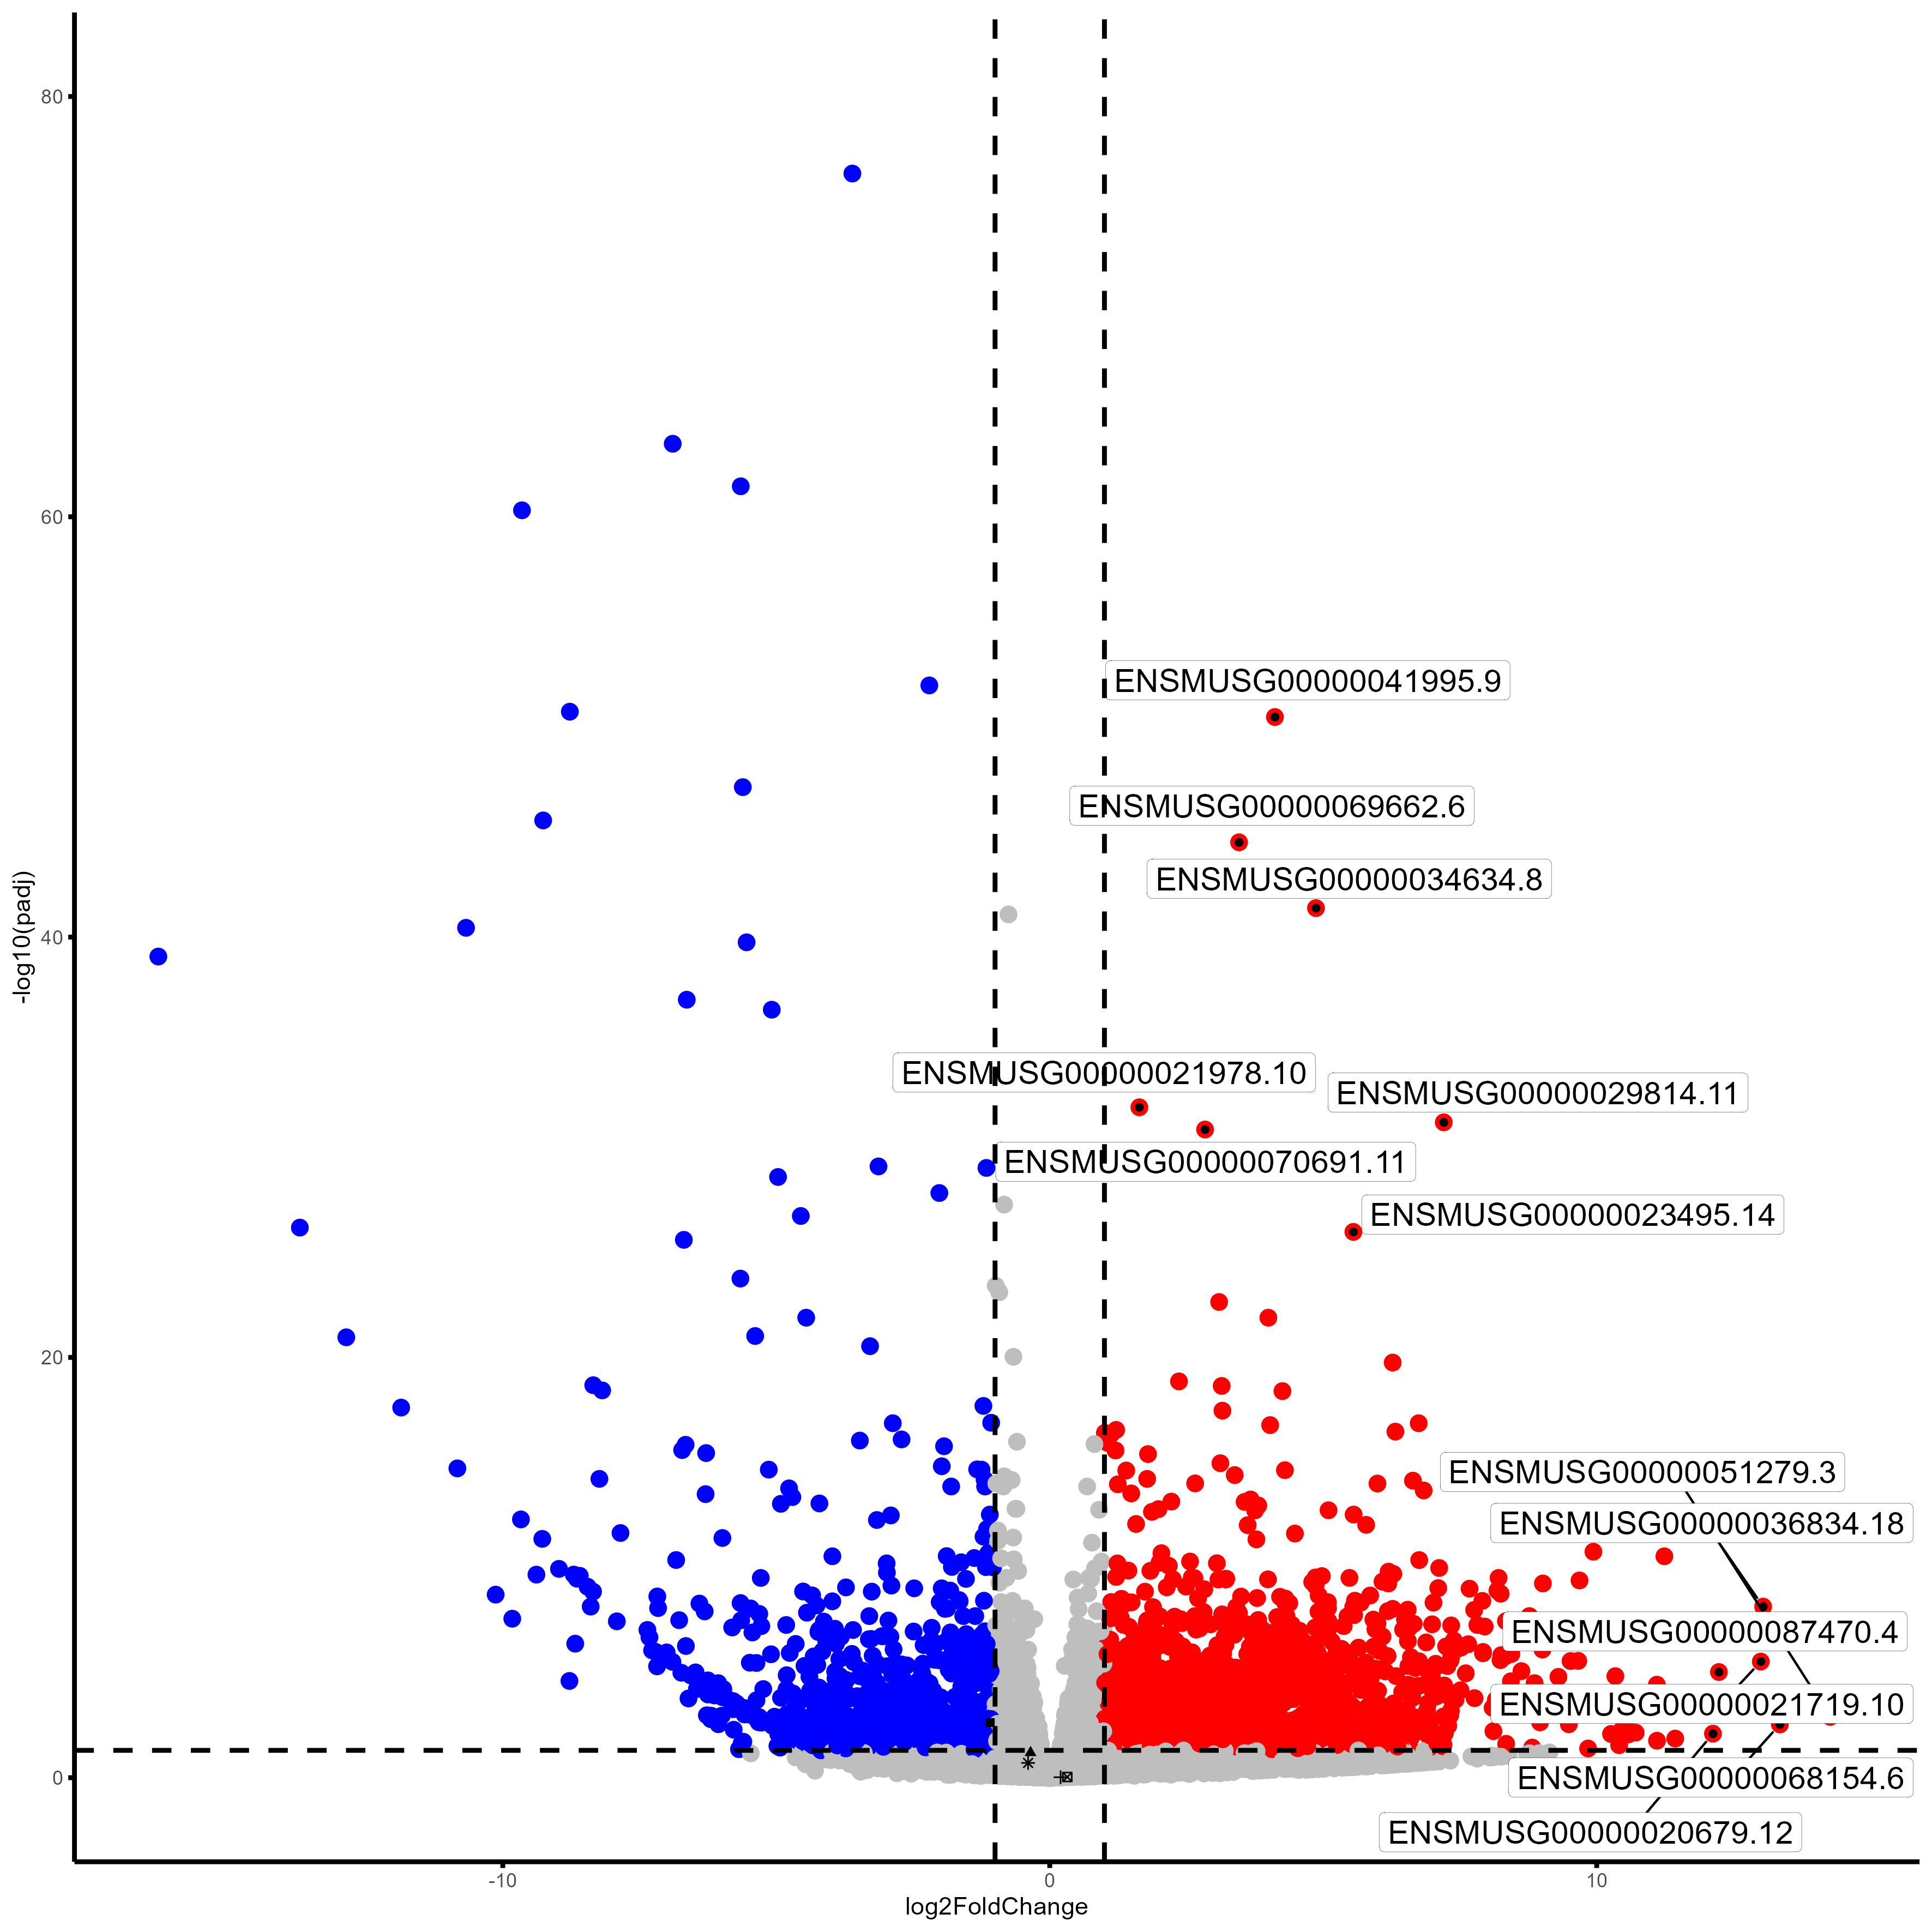 80
60
40
20
0
-log10(padj)
ENSMUSG00000041995.9
ENSMUSG00000069662.6
ENSMUSG00000034634.8
ENSMUSG00000021978.10
ENSMUSG00000029814.11
ENSMUSG00000070691.11
ENSMUSG00000023495.14
ENSMUSG00000051279.3
ENSMUSG00000036834.18
ENSMUSG00000087470.4
ENSMUSG00000021719.10
ENSMUSG00000068154.6
ENSMUSG00000020679.12
-10
0
10
log2FoldChange